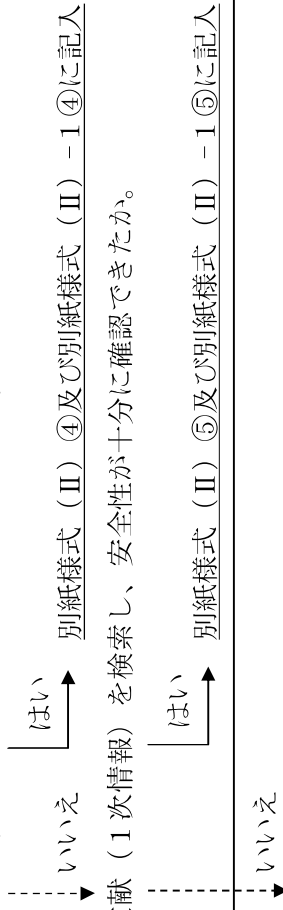 はい
別紙様式（Ⅱ）④及び別紙様式（Ⅱ）-1④に記入
いいえ
献（1次情報）を検索し、安全性が十分に確認できたか。
はい
別紙様式（Ⅱ）⑤及び別紙様式（Ⅱ）-1⑤に記入
いいえ